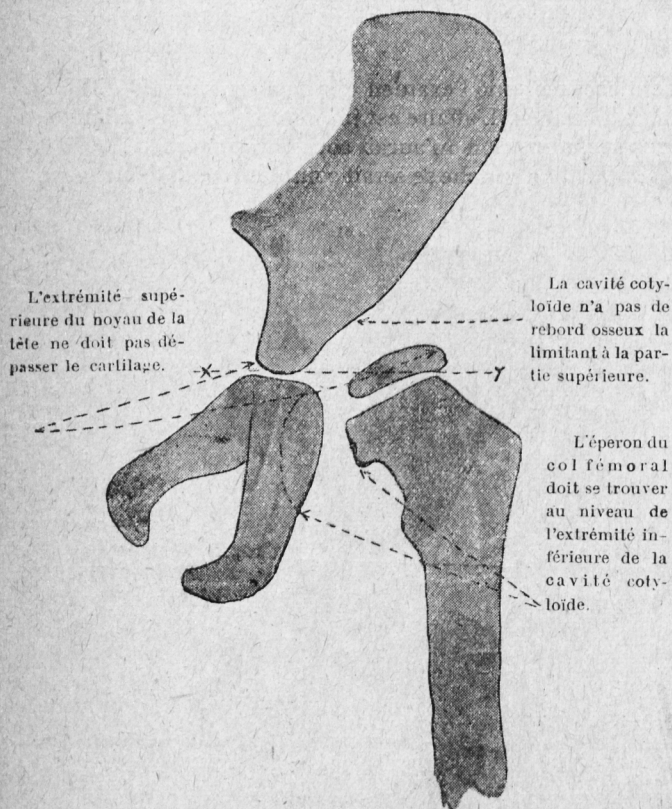 L'extrémité supé-
rieure du noyau de la
tête ne doit pas dé-
passer le cartilage.
X
Y
La cavité coty-
loïde n'a pas de
rebord osseux la
limitant à la par-
tie supérieure.
L'éperon du
col fémoral
doit se trouver
au niveau de
l'extrémité in-
férieure de la
cavité coty-
loïde.